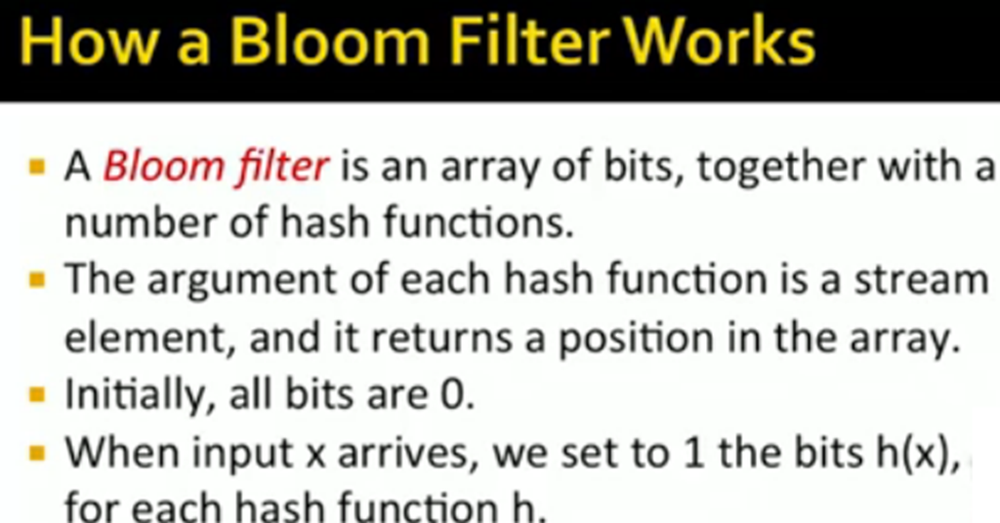 How a Bloom Filter Works
A Bloom filter is an array of bits, together with a
number of hash functions.
The argument of each hash function is a stream
element, and it returns a position in the array.
Initially, all bits are 0.
When input x arrives, we set to 1 the bits h(x),
for each hash function h.